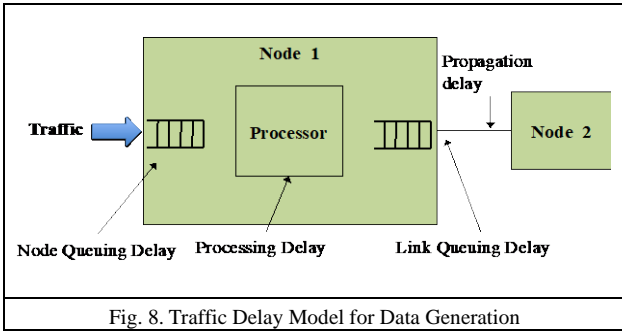 Node 1
Propagation
delay
Traffic
Processor
Node 2
Node Queuing Delay
Processing Delay
Link Queuing Delay
Fig. 8. Traffic Delay Model for Data Generation